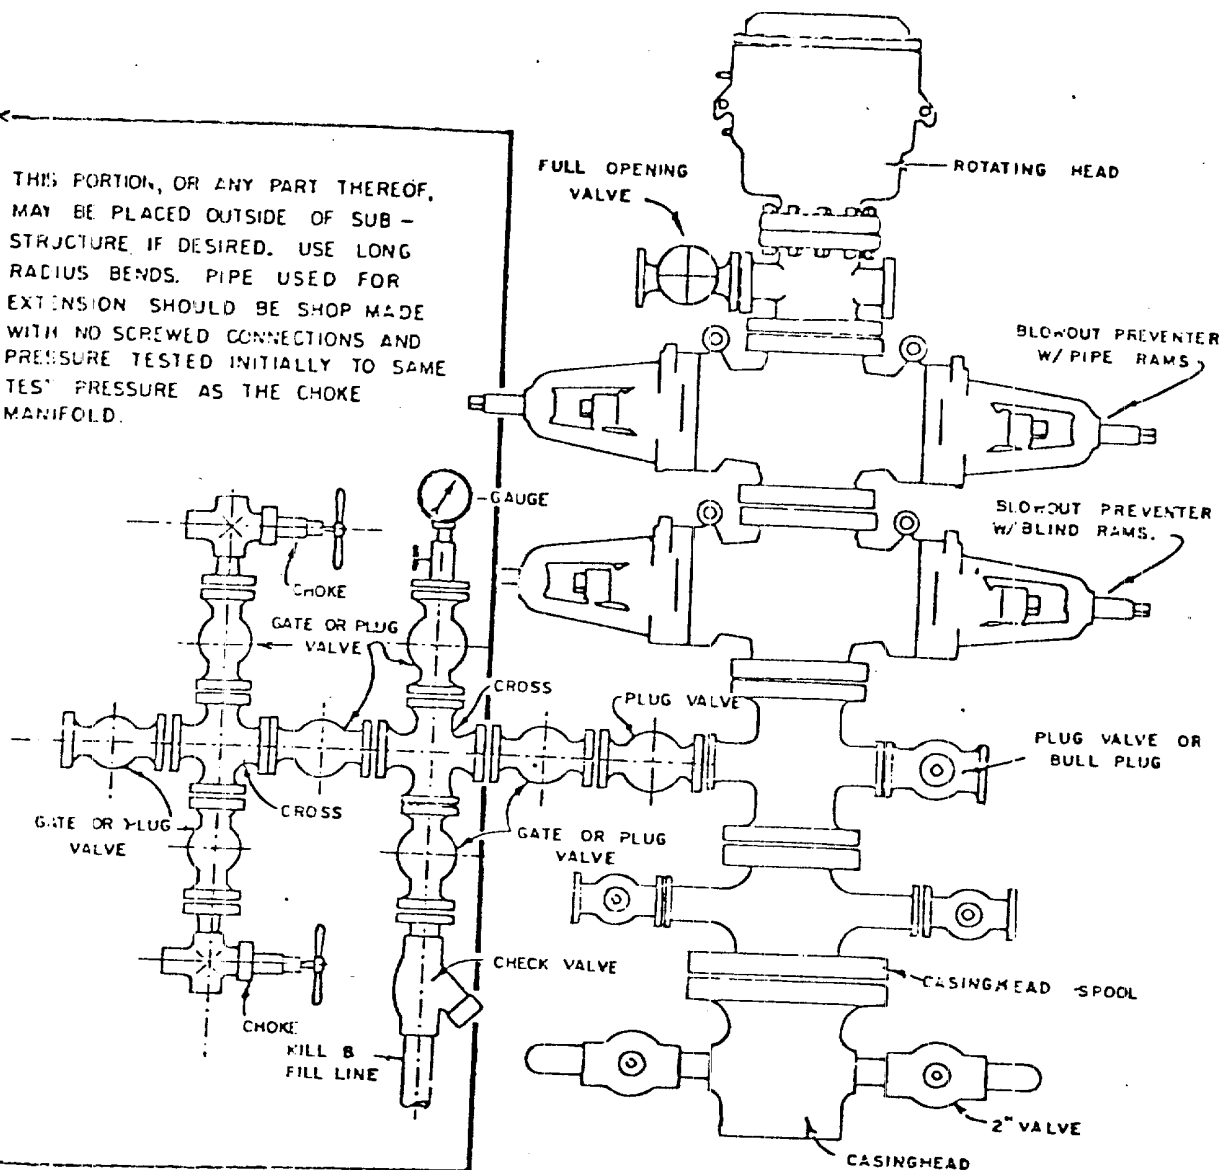 THIS PORTION, OR ANY PART THEREOF,
MAY BE PLACED OUTSIDE OF SUB-
STRUCTURE IF DESIRED. USE LONG
RADIUS BENDS. PIPE USED FOR
EXTENSION SHOULD BE SHOP MADE
WITH NO SCREWED CONNECTIONS AND
PRESSURE TESTED INITIALLY TO SAME
TEST PRESSURE AS THE CHOKE
MANIFOLD.
FULL OPENING
VALVE
ROTATING HEAD
BLOWOUT PREVENTER
W/ PIPE RAMS
GAUGE
BLOWOUT PREVENTER
W/ BLIND RAMS.
CHOKE
GATE OR PLUG
VALVE
CROSS
PLUG VALVE
PLUG VALVE OR
BULL PLUG
CROSS
GATE OR PLUG
VALVE
GATE OR PLUG
VALVE
CHECK VALVE
CASINGHEAD SPOOL
CHOKE
KILL &
FILL LINE
2" VALVE
CASINGHEAD